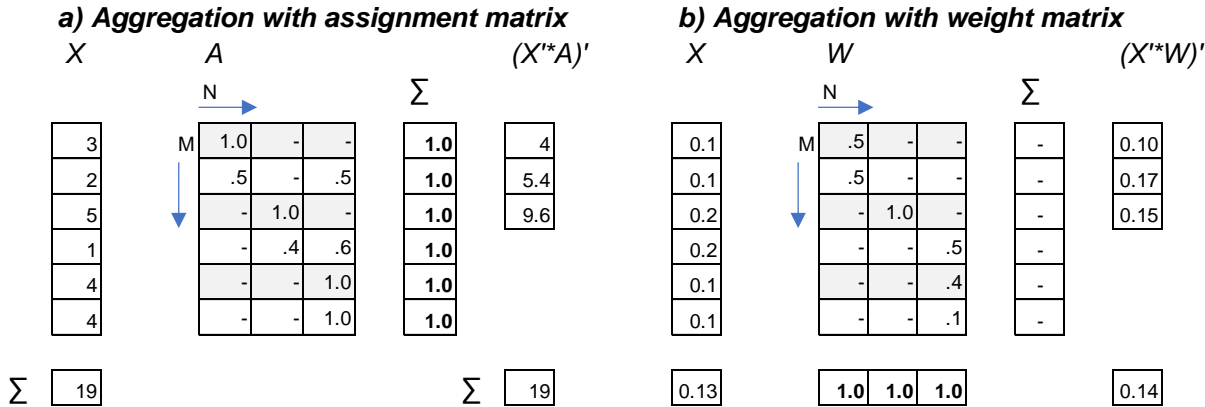 a) Aggregation with assignment matrix b) Aggregation with weight matrix
X A (X'*A)' X W (X'*W)'
N ∑ N ∑
3 M 1.0 - - 1.0 4 0.1 M .5 - - - 0.10
2 .5 - .5 1.0 5.4 0.1 .5 - - - 0.17
5 - 1.0 - 1.0 9.6 0.2 - 1.0 - - 0.15
1 - .4 .6 1.0 0.2 - - .5 -
4 - - 1.0 1.0 0.1 - - .4 -
4 - - 1.0 1.0 0.1 - - .1 -
∑ 19 ∑ 19 0.13 1.0 1.0 1.0 0.14